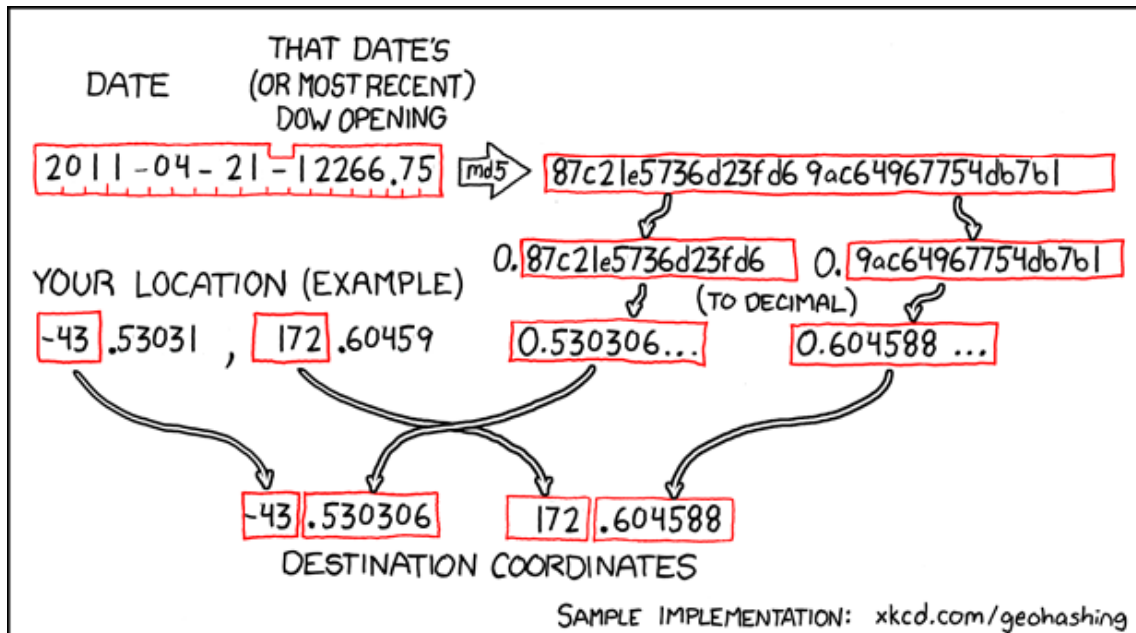 DATE
THAT DATE'S
(OR MOST RECENT)
DOW OPENING
2011-04-21-12266.75
md5
87c21e5736d23fd69ac64967754db7b1
0.87c21e5736d23fd6
0.9ac64967754db7b1
(TO DECIMAL)
YOUR LOCATION (EXAMPLE)
-43.53031, 172.60459
0.530306...
0.604588...
-43.530306
172.604588
DESTINATION COORDINATES
SAMPLE IMPLEMENTATION: xkcd.com/geohashing